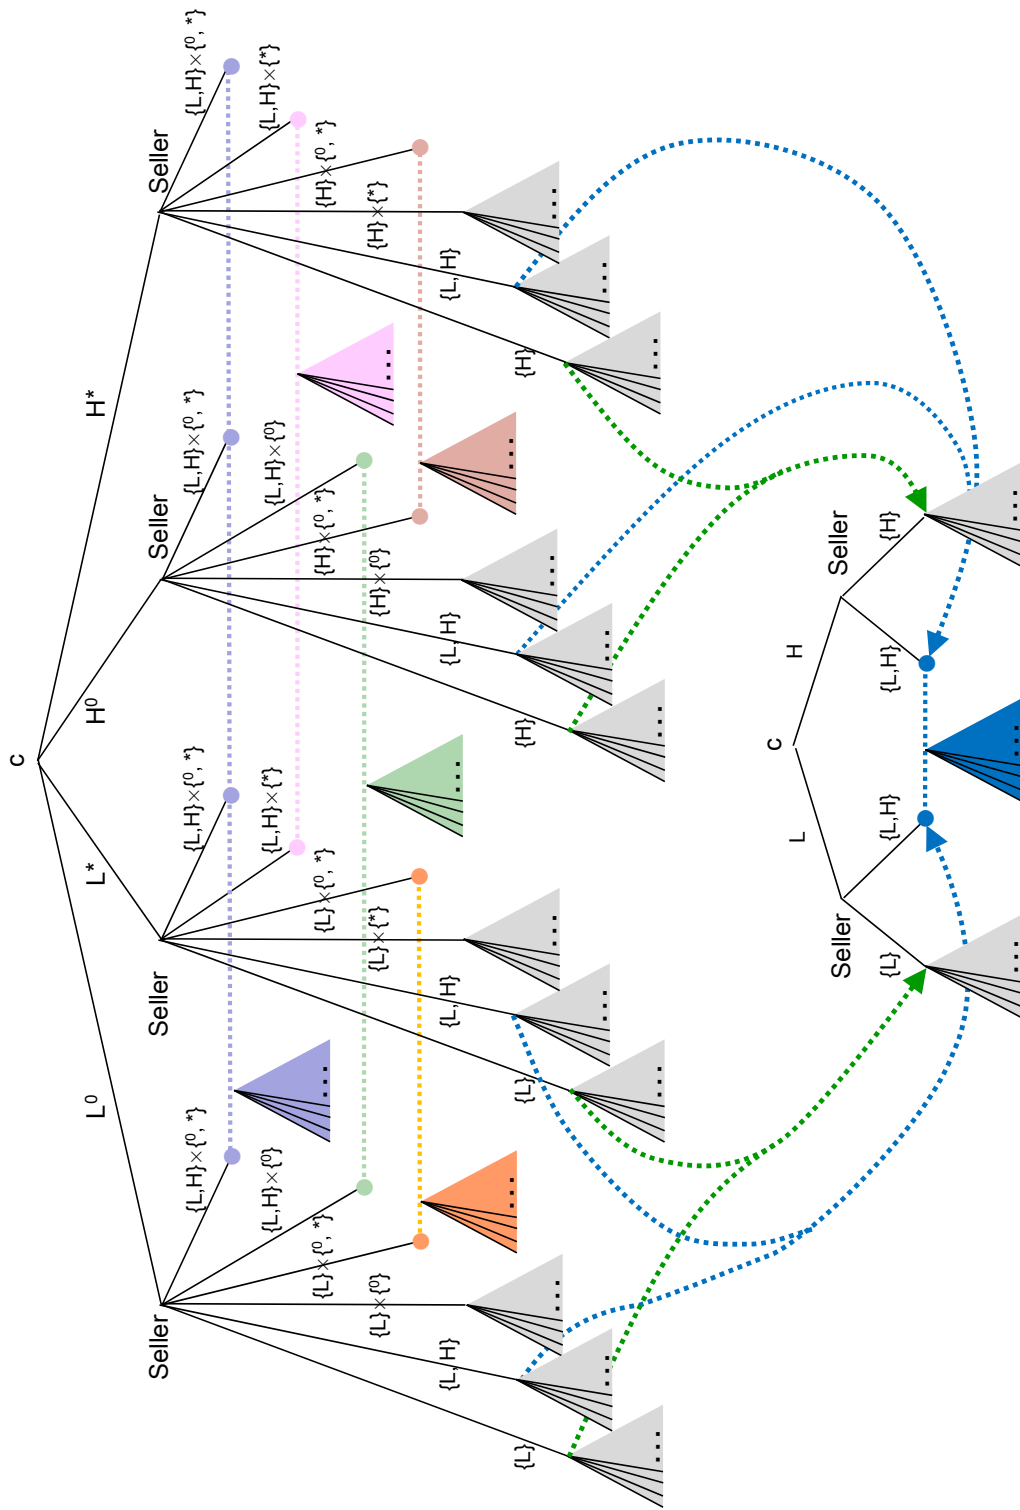 c
L⁰
L*
H⁰
H*
Seller
Seller
Seller
Seller
{L,H}×{⁰, *}
{L,H}×{⁰, *}
{L,H}×{⁰, *}
{L,H}×{⁰, *}
{L,H}×{⁰}
{L,H}×{*}
{L,H}×{⁰}
{L,H}×{*}
{L}×{⁰, *}
{L}×{⁰, *}
{H}×{⁰, *}
{H}×{⁰, *}
{L}×{⁰}
{L}×{*}
{H}×{⁰}
{H}×{*}
{L, H}
{L, H}
{L, H}
{L,H}
{L}
{L}
{H}
{H}
c
L
H
Seller
Seller
{L}
{L,H}
{L,H}
{H}